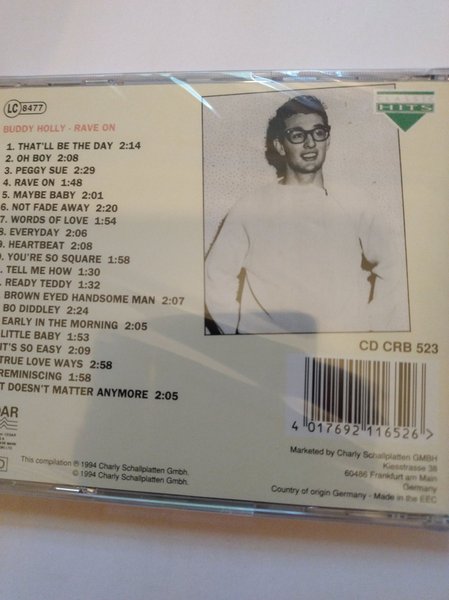 LC 8477
HITS
BUDDY HOLLY - RAVE ON
1. THAT'LL BE THE DAY 2:14
2. OH BOY 2:08
3. PEGGY SUE 2:29
4. RAVE ON 1:48
5. MAYBE BABY 2:01
6. NOT FADE AWAY 2:20
7. WORDS OF LOVE 1:54
8. EVERYDAY 2:06
9. HEARTBEAT 2:08
. YOU'RE SO SQUARE 1:58
. TELL ME HOW 1:30
. READY TEDDY 1:32
BROWN EYED HANDSOME MAN 2:07
BO DIDDLEY 2:24
EARLY IN THE MORNING 2:05
LITTLE BABY 1:53
IT'S SO EASY 2:09
TRUE LOVE WAYS 2:58
REMINISCING 1:58
T DOESN'T MATTER ANYMORE 2:05
CD CRB 523
4 017692 116526 >
DAR
This compilation ℗ 1994 Charly Schallplatten Gmbh.
© 1994 Charly Schallplatten Gmbh.
Marketed by Charly Schallplatten GMBH
Kiesstrasse 38
60486 Frankfurt am Main
Germany
Country of origin Germany - Made in the EEC